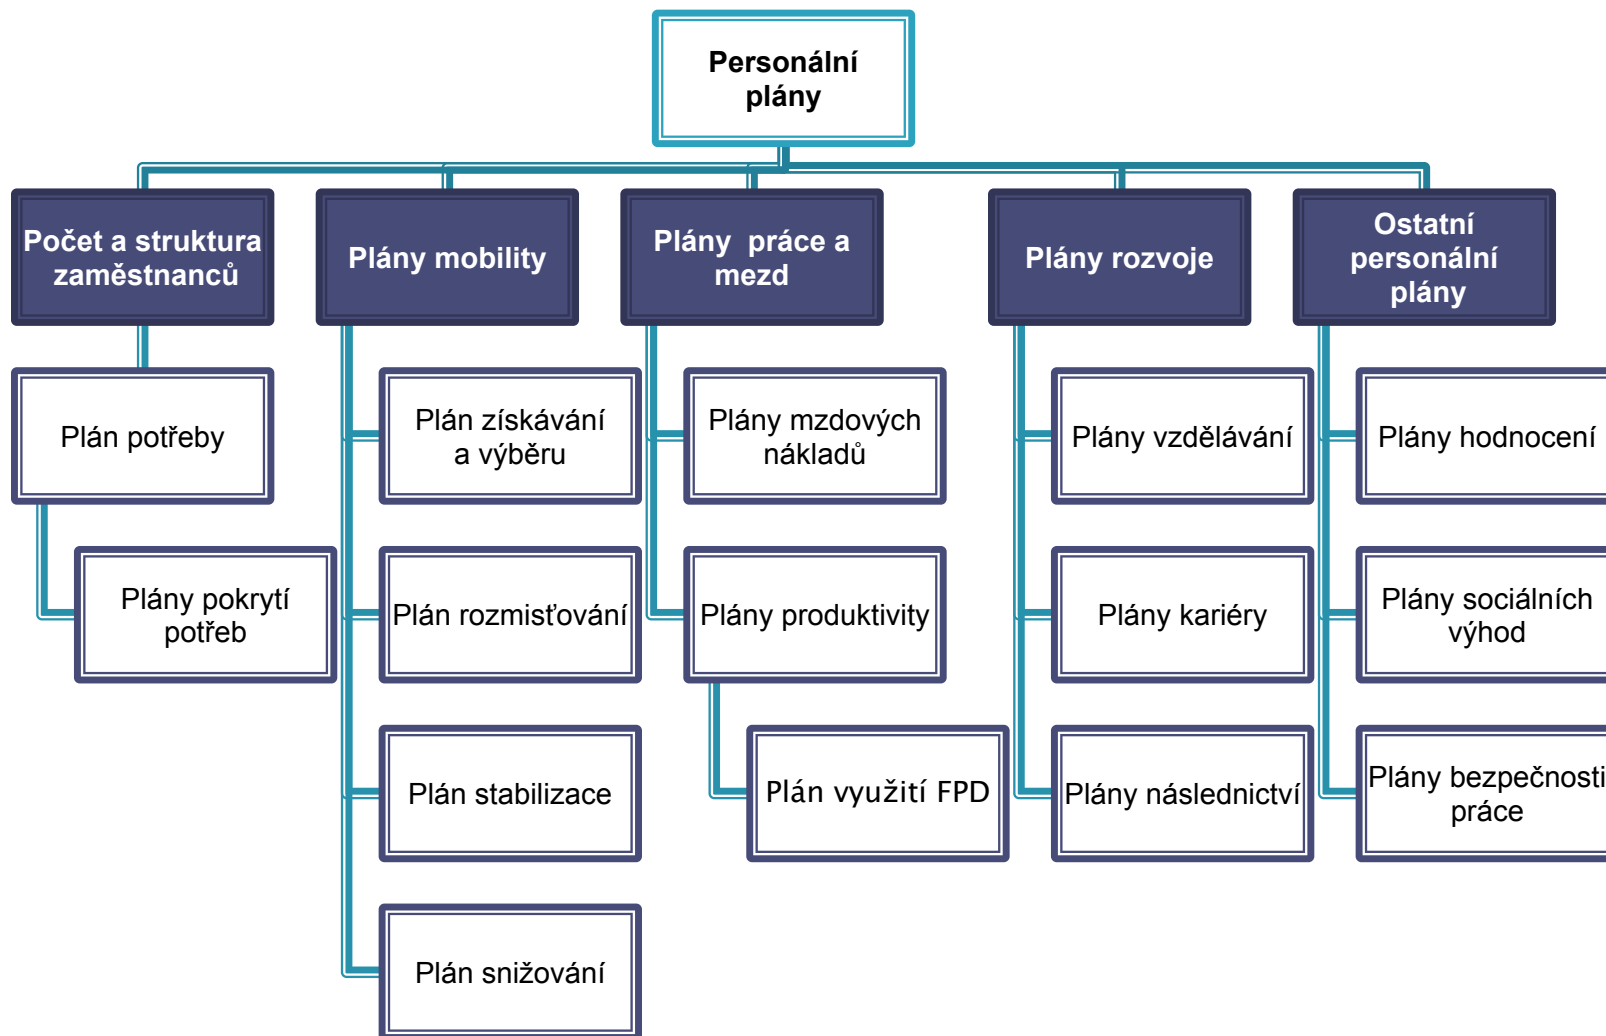 Personální
plány
Počet a struktura
zaměstnanců
Plány mobility
Plány práce a
mezd
Plány rozvoje
Ostatní
personální
plány
Plán potřeby
Plán získávání
a výběru
Plány mzdových
nákladů
Plány vzdělávání
Plány hodnocení
Plány pokrytí
potřeb
Plán rozmisťování
Plány produktivity
Plány kariéry
Plány sociálních
výhod
Plán stabilizace
Plán využití FPD
Plány následnictví
Plány bezpečnosti
práce
Plán snižování